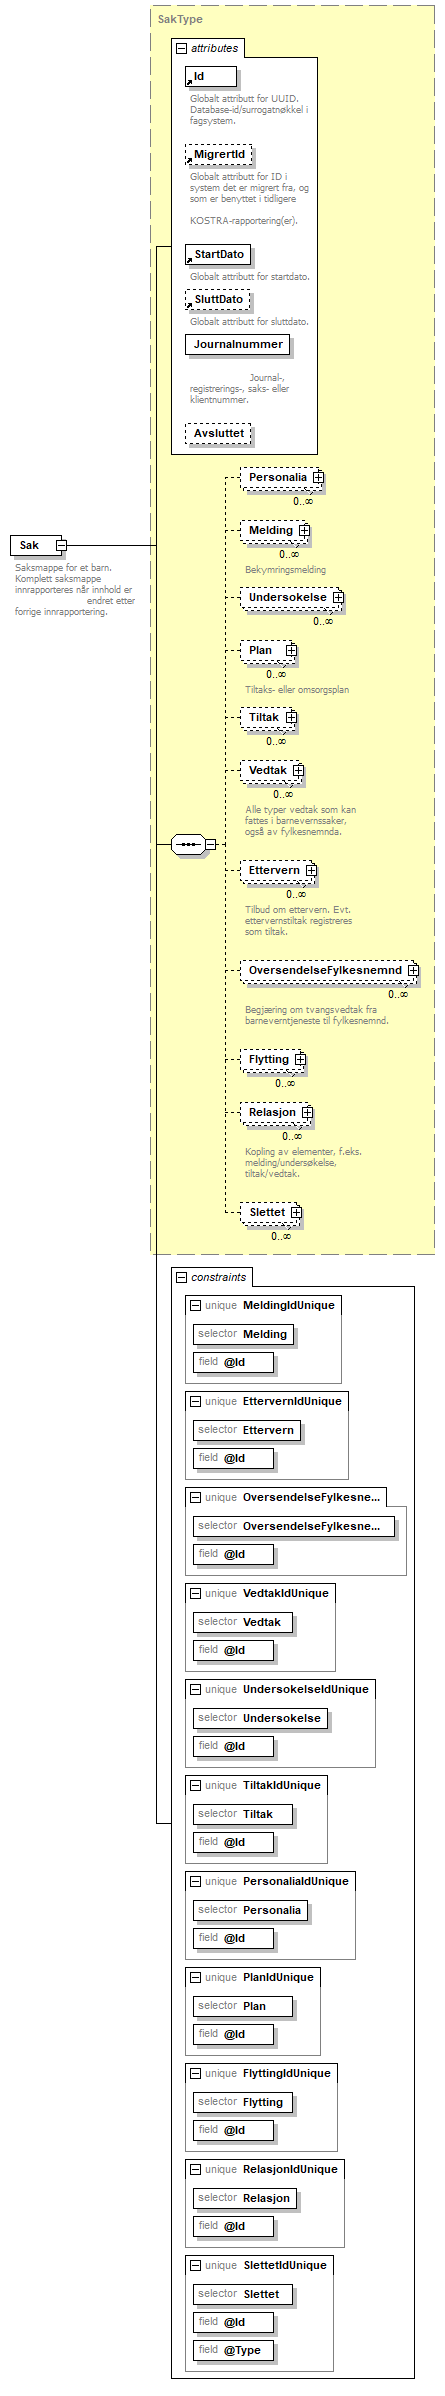 SakType
attributes
Id
Globalt attributt for UUID.
Database-id/surrogatnøkkel i
fagsystem.
MigrertId
Globalt attributt for ID i
system det er migrert fra, og
som er benyttet i tidligere
KOSTRA-rapportering(er).
StartDato
Globalt attributt for startdato.
SluttDato
Globalt attributt for sluttdato.
Journalnummer
Journal-,
registrerings-, saks- eller
klientnummer.
Avsluttet
Sak
Saksmappe for et barn.
Komplett saksmappe
innrapporteres når innhold er
endret etter
forrige innrapportering.
Personalia
0..∞
Melding
0..∞
Bekymringsmelding
Undersokelse
0..∞
Plan
0..∞
Tiltaks- eller omsorgsplan
Tiltak
0..∞
Vedtak
0..∞
Alle typer vedtak som kan
fattes i barnevernssaker,
også av fylkesnemnda.
Ettervern
0..∞
Tilbud om ettervern. Evt.
ettervernstiltak registreres
som tiltak.
OversendelseFylkesnemnd
0..∞
Begjæring om tvangsvedtak fra
barneverntjeneste til fylkesnemnd.
Flytting
0..∞
Relasjon
0..∞
Kopling av elementer, f.eks.
melding/undersøkelse,
tiltak/vedtak.
Slettet
0..∞
constraints
unique MeldingIdUnique
selector Melding
field @Id
unique EttervernIdUnique
selector Ettervern
field @Id
unique OversendelseFylkesne...
selector OversendelseFylkesne...
field @Id
unique VedtakIdUnique
selector Vedtak
field @Id
unique UndersokelseIdUnique
selector Undersokelse
field @Id
unique TiltakIdUnique
selector Tiltak
field @Id
unique PersonaliaIdUnique
selector Personalia
field @Id
unique PlanIdUnique
selector Plan
field @Id
unique FlyttingIdUnique
selector Flytting
field @Id
unique RelasjonIdUnique
selector Relasjon
field @Id
unique SlettetIdUnique
selector Slettet
field @Id
field @Type